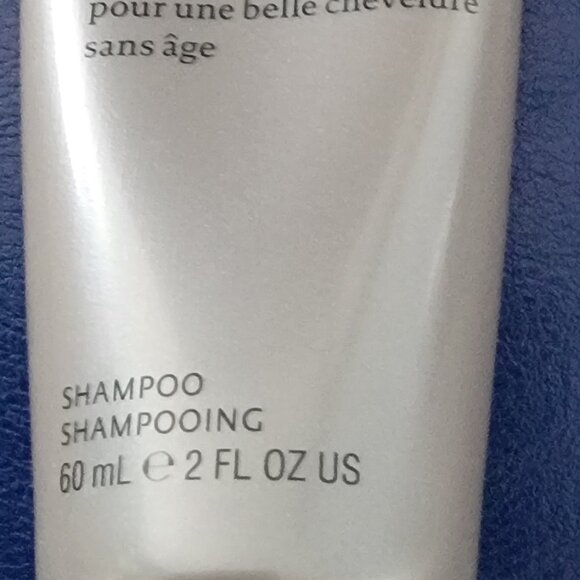 pour une belle chevelure
sans âge
SHAMPOO
SHAMPOOING
60 mL ℮ 2 FL OZ US